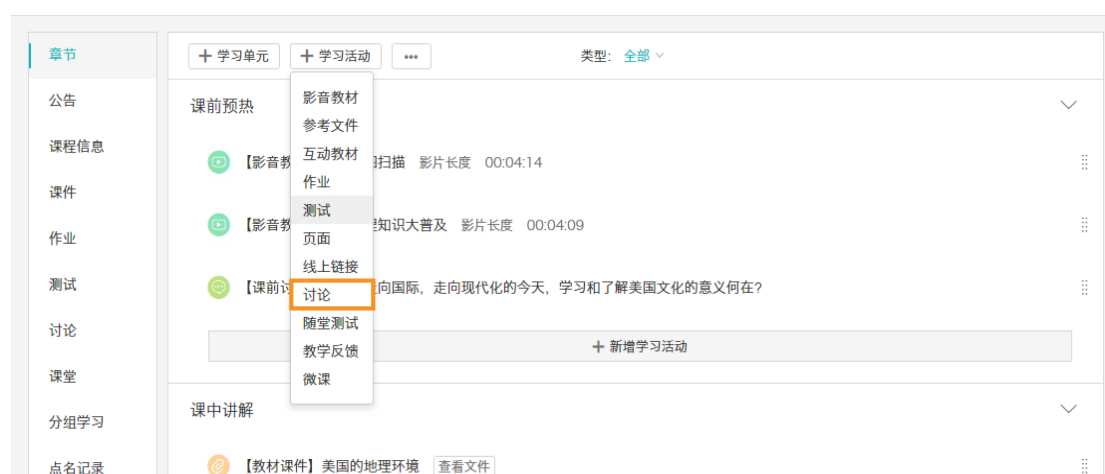 章节
公告
课程信息
课件
作业
测试
讨论
课堂
分组学习
点名记录
+ 学习单元 + 学习活动 ••• 类型: 全部
影音教材
参考文件
互动教材
作业
测试
页面
线上链接
讨论
随堂测试
教学反馈
微课
课前预热
【影音教 扫描 影片长度 00:04:14
【影音教 知识大普及 影片长度 00:04:09
【课前讨 向国际，走向现代化的今天，学习和了解美国文化的意义何在?
+ 新增学习活动
课中讲解
【教材课件】美国的地理环境 查看文件